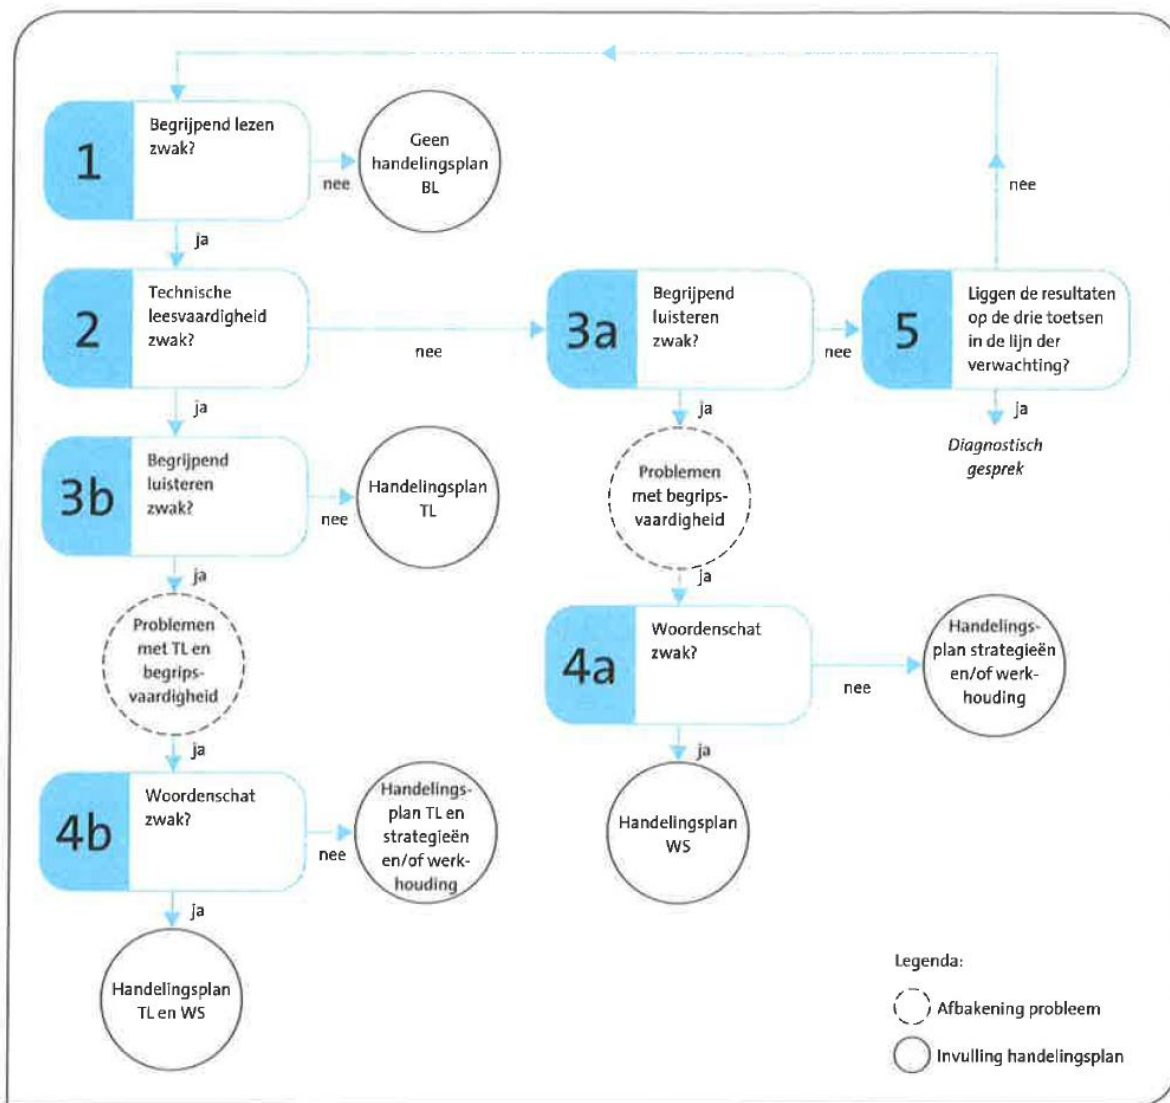 1
Begrijpend lezen
zwak?
nee
Geen
handelingsplan
BL
ja
2
Technische
leesvaardigheid
zwak?
nee
3a
Begrijpend
luisteren
zwak?
nee
5
Liggen de resultaten
op de drie toetsen
in de lijn der
verwachting?
nee
ja
Diagnostisch
gesprek
ja
3b
Begrijpend
luisteren
zwak?
nee
Handelingsplan
TL
ja
Problemen
met begrips-
vaardigheid
ja
ja
Problemen
met TL en
begrips-
vaardigheid
ja
4a
Woordenschat
zwak?
nee
Handelings-
plan strategieën
en/of werk-
houding
ja
Handelingsplan
WS
4b
Woordenschat
zwak?
nee
Handelings-
plan TL en
strategieën
en/of werk-
houding
ja
Handelingsplan
TL en WS
Legenda:
Afbakening probleem
Invulling handelingsplan